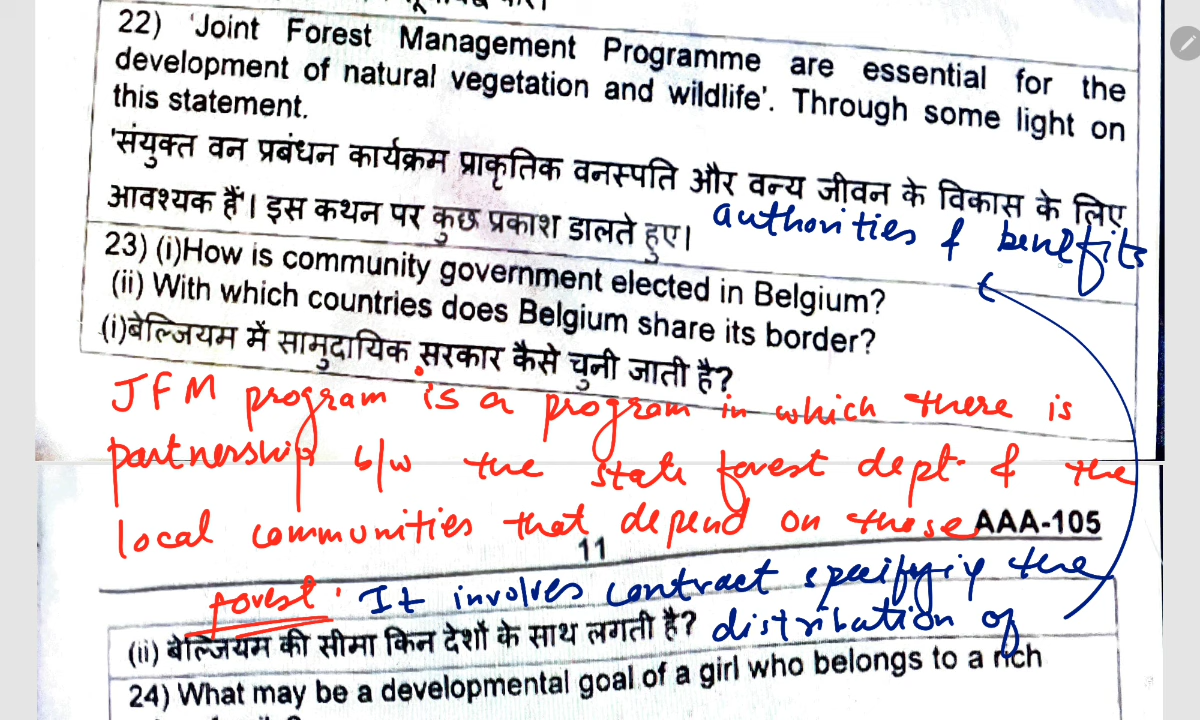 22) 'Joint Forest Management Programme are essential for the
development of natural vegetation and wildlife'. Through some light on
this statement.
'संयुक्त वन प्रबंधन कार्यक्रम प्राकृतिक वनस्पति और वन्य जीवन के विकास के लिए
आवश्यक हैं'। इस कथन पर कुछ प्रकाश डालते हुए।
authorities & benefits
23) (i)How is community government elected in Belgium?
(ii) With which countries does Belgium share its border?
(i)बेल्जियम में सामुदायिक सरकार कैसे चुनी जाती है?
JFM program is a program in which there is
partnership b/w the state forest dept. & the
local communities that depend on those
AAA-105
11
forest. It involves contract specifying the
(ii) बेल्जियम की सीमा किन देशों के साथ लगती है?
distribution of
24) What may be a developmental goal of a girl who belongs to a rich